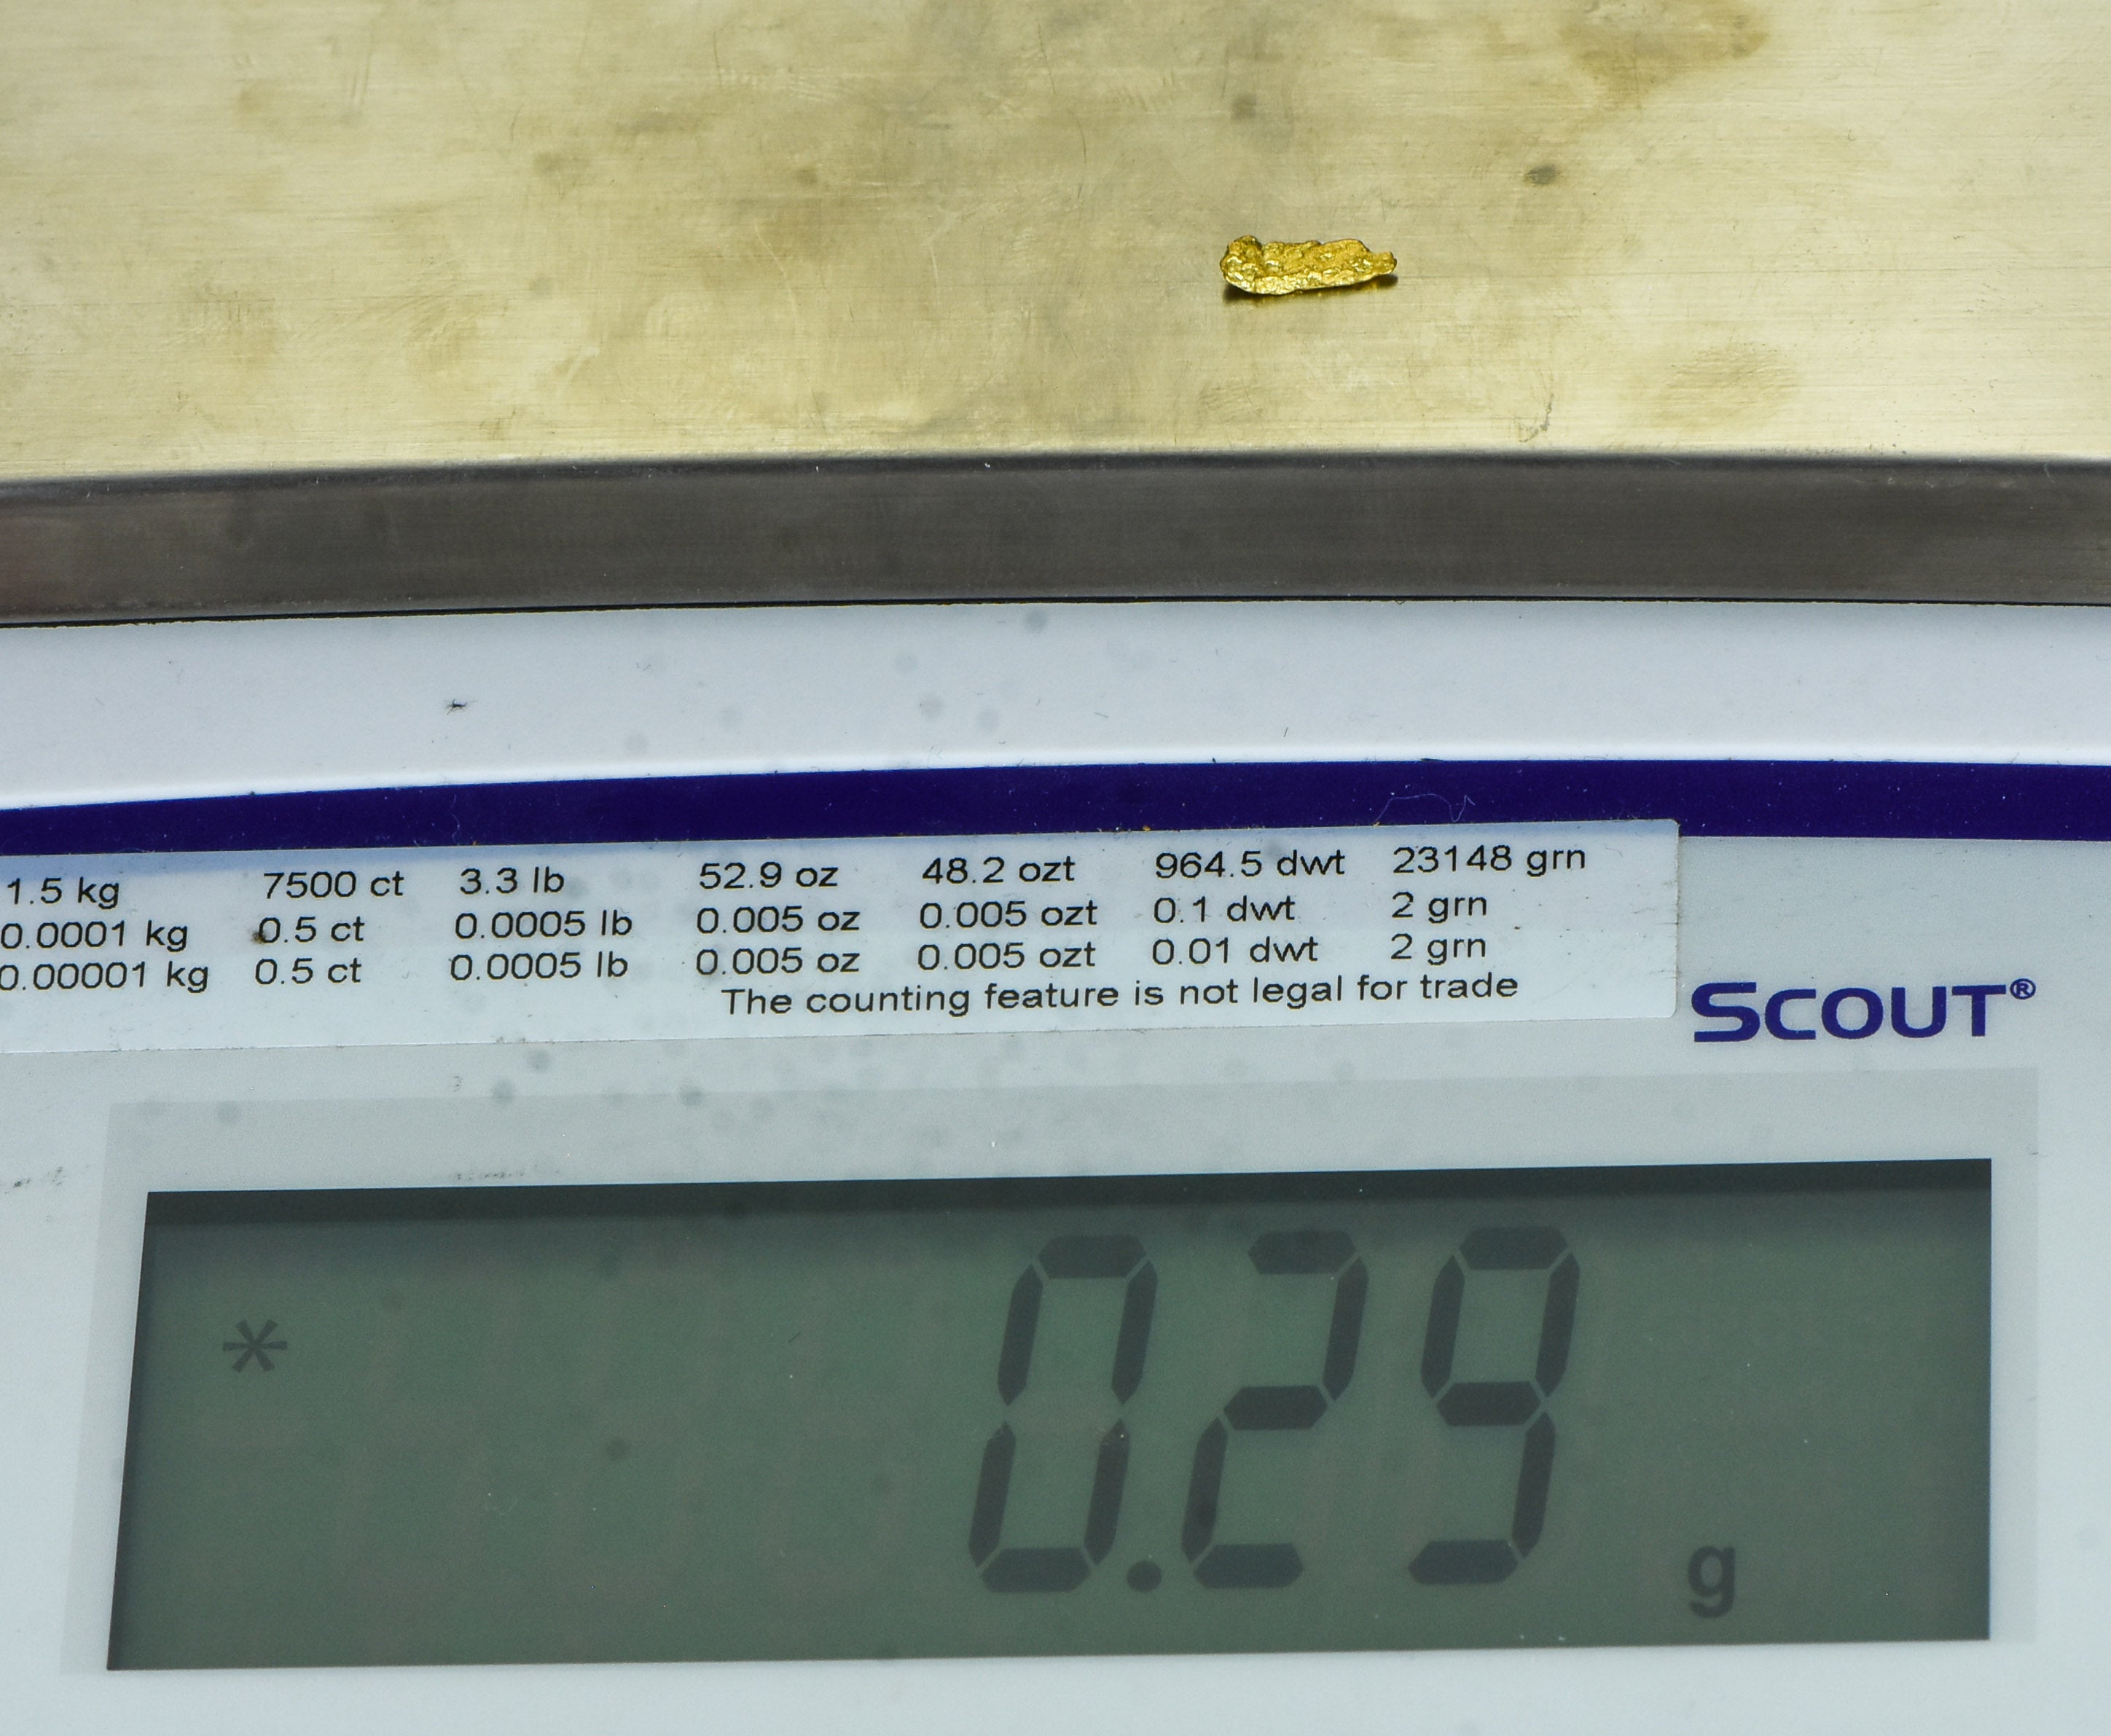 1.5 kg 7500 ct 3.3 lb 52.9 oz 48.2 ozt 964.5 dwt 23148 grn
0.0001 kg 0.5 ct 0.0005 lb 0.005 oz 0.005 ozt 0.1 dwt 2 grn
0.00001 kg 0.5 ct 0.0005 lb 0.005 oz 0.005 ozt 0.01 dwt 2 grn
The counting feature is not legal for trade
SCOUT®
* 0.29 g